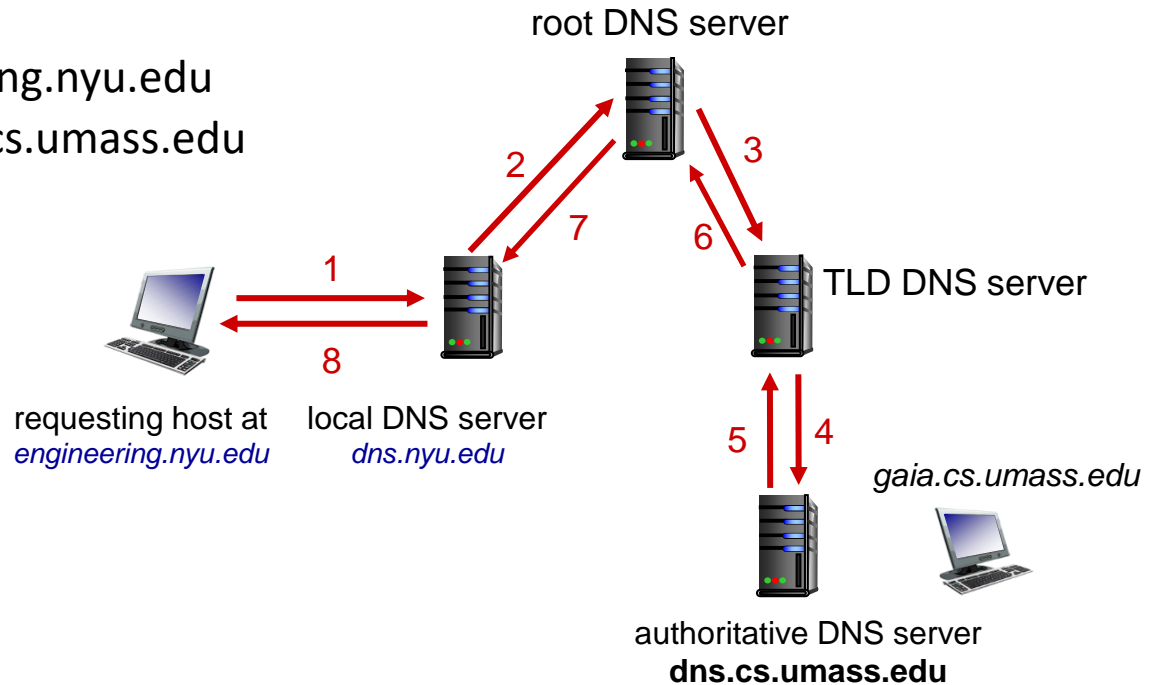 root DNS server
ng.nyu.edu
cs.umass.edu
2
3
7
6
1
TLD DNS server
8
requesting host at
engineering.nyu.edu
local DNS server
dns.nyu.edu
5
4
gaia.cs.umass.edu
authoritative DNS server
dns.cs.umass.edu